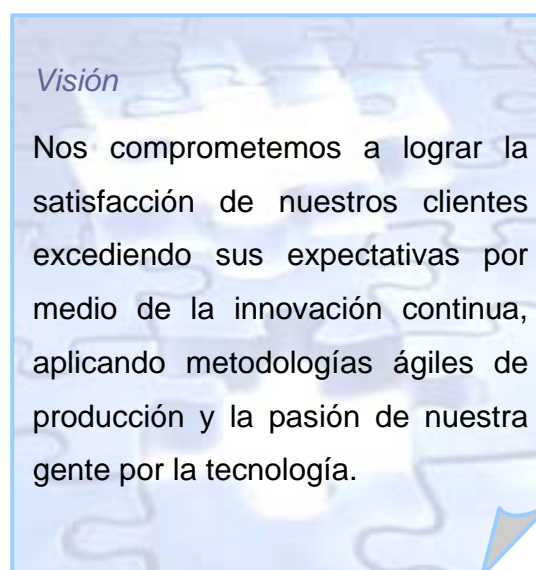 Visión
Nos comprometemos a lograr la
satisfacción de nuestros clientes
excediendo sus expectativas por
medio de la innovación continua,
aplicando metodologías ágiles de
producción y la pasión de nuestra
gente por la tecnología.